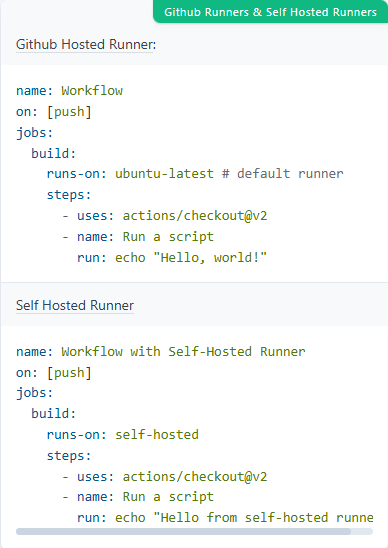 Github Runners & Self Hosted Runners
Github Hosted Runner:
name: Workflow
on: [push]
jobs:
  build:
    runs-on: ubuntu-latest # default runner
    steps:
      - uses: actions/checkout@v2
      - name: Run a script
        run: echo "Hello, world!"
Self Hosted Runner
name: Workflow with Self-Hosted Runner
on: [push]
jobs:
  build:
    runs-on: self-hosted
    steps:
      - uses: actions/checkout@v2
      - name: Run a script
        run: echo "Hello from self-hosted runne